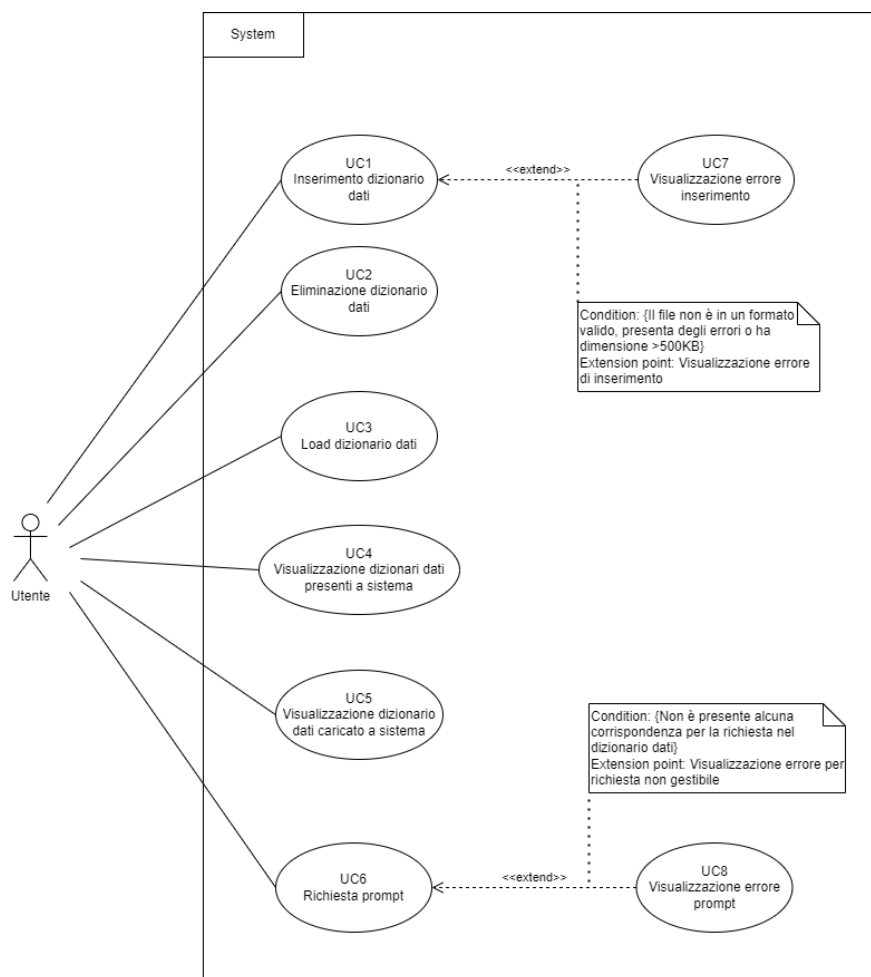 System
UC1
Inserimento dizionario
dati
<<extend>>
UC7
Visualizzazione errore
inserimento
UC2
Eliminazione dizionario
dati
Condition: {Il file non è in un formato
valido, presenta degli errori o ha
dimensione >500KB}
Extension point: Visualizzazione errore
di inserimento
UC3
Load dizionario dati
Utente
UC4
Visualizzazione dizionari dati
presenti a sistema
UC5
Visualizzazione dizionario
dati caricato a sistema
Condition: {Non è presente alcuna
corrispondenza per la richiesta nel
dizionario dati}
Extension point: Visualizzazione errore per
richiesta non gestibile
UC6
Richiesta prompt
<<extend>>
UC8
Visualizzazione errore
prompt